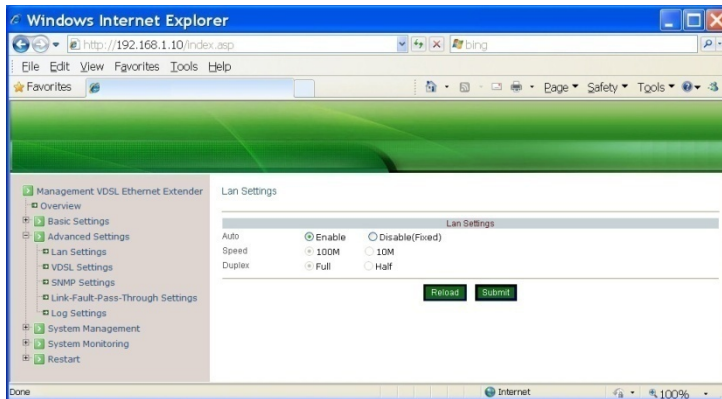 Windows Internet Explorer
http://192.168.1.10/index.asp
bing
File Edit View Favorites Tools Help
Favorites
Page Safety Tools
Management VDSL Ethernet Extender
Overview
Basic Settings
Advanced Settings
Lan Settings
VDSL Settings
SNMP Settings
Link-Fault-Pass-Through Settings
Log Settings
System Management
System Monitoring
Restart
Lan Settings
Lan Settings
Auto Enable Disable(Fixed)
Speed 100M 10M
Duplex Full Half
Reload Submit
Done Internet 100%